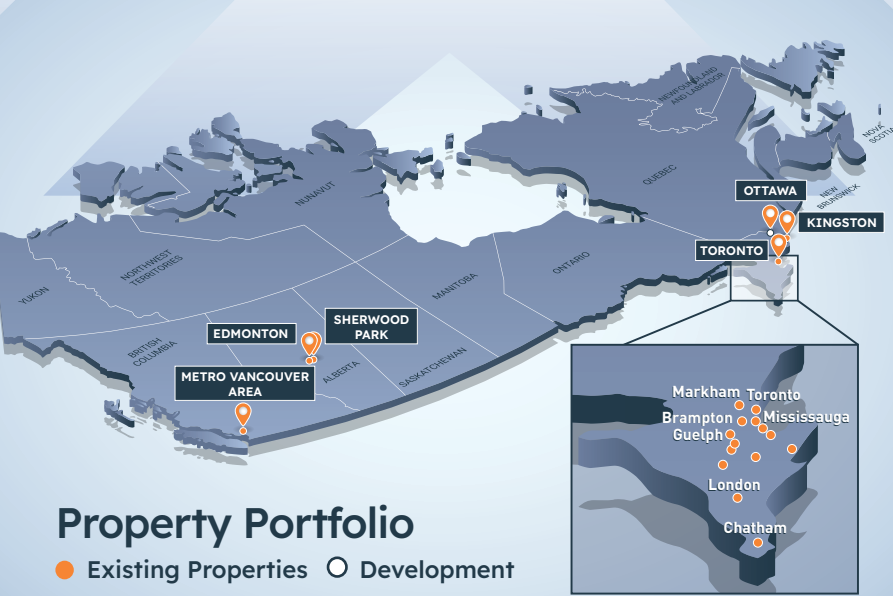 NEWFOUNDLAND
AND LABRADOR
NOVA
SCOTIA
QUEBEC
NEW
BRUNSWICK
OTTAWA
KINGSTON
TORONTO
NUNAVUT
NORTHWEST
TERRITORIES
YUKON
ONTARIO
MANITOBA
SHERWOOD
PARK
EDMONTON
BRITISH
COLUMBIA
ALBERTA
SASKATCHEWAN
METRO VANCOUVER
AREA
Markham Toronto
Brampton Mississauga
Guelph
London
Chatham
Property Portfolio
Existing Properties Development